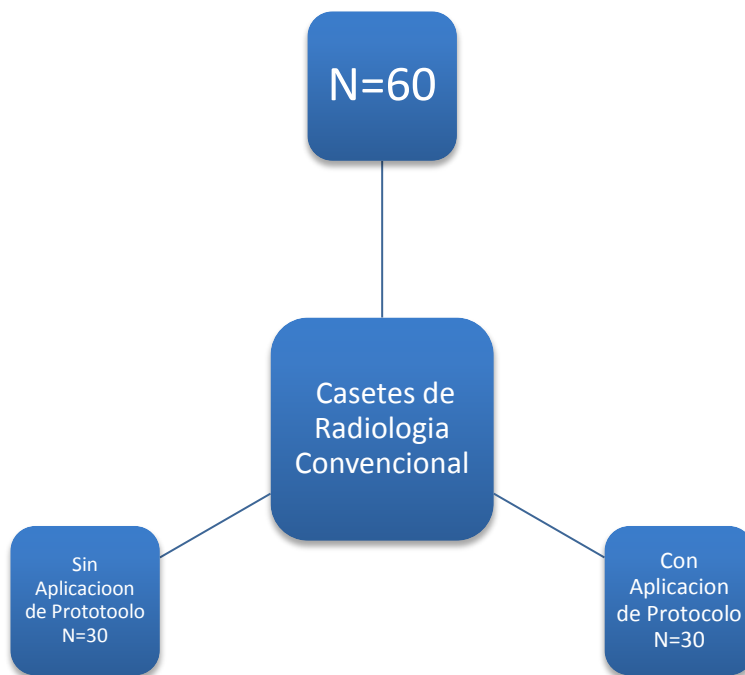 N=60
Casetes de
Radiologia
Convencional
Sin
Aplicacioon
de Prototoolo
N=30
Con
Aplicacion
de Protocolo
N=30